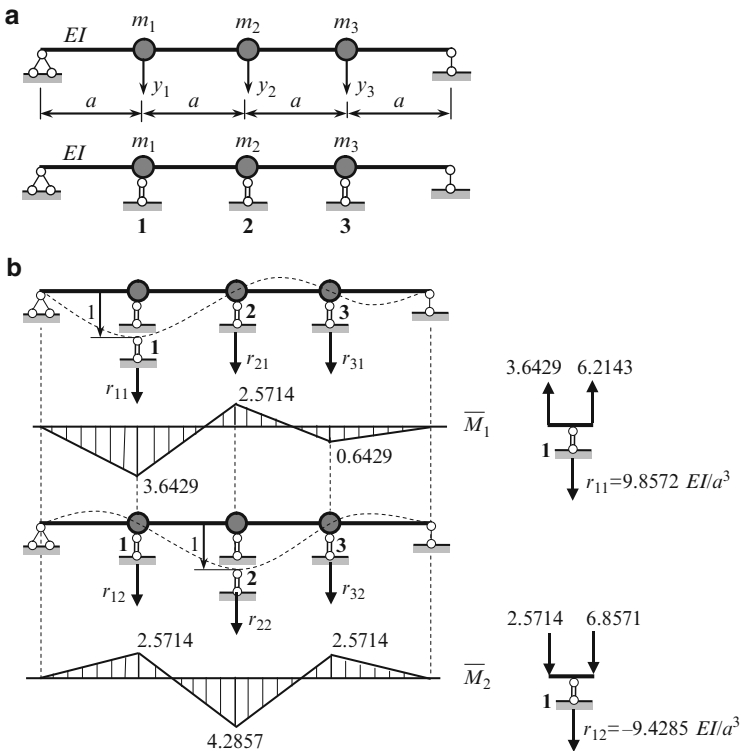 a
EI m₁ m₂ m₃
y₁ y₂ y₃
a a a a
EI m₁ m₂ m₃
1 2 3
b
1 1 2 3
r₁₁ r₂₁ r₃₁
2.5714
M̅₁
3.6429
0.6429
3.6429 6.2143
1
r₁₁=9.8572 EI/a³
1 1 2 3
r₁₂ r₂₂ r₃₂
2.5714 2.5714
M̅₂
4.2857
2.5714 6.8571
1
r₁₂=–9.4285 EI/a³